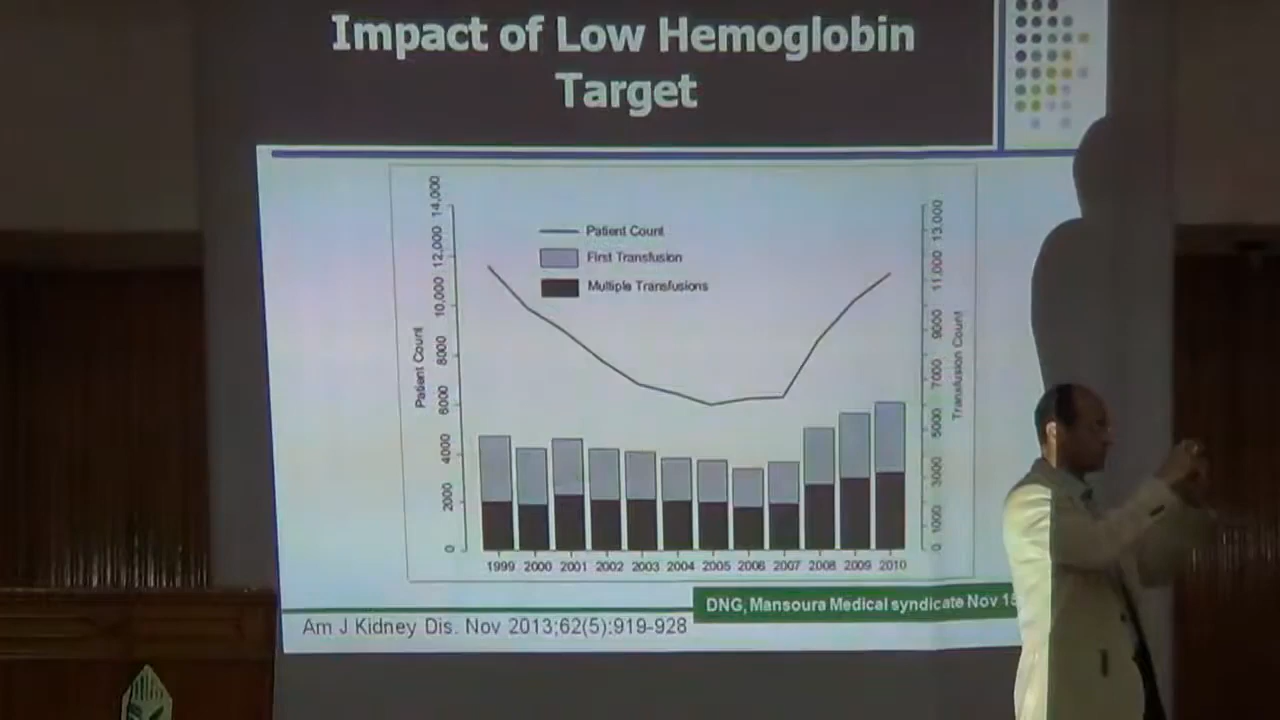 Impact of Low Hemoglobin
Target
14,000
12,000
10,000
8000
6000
4000
2000
0
Patient Count
Patient Count
First Transfusion
Multiple Transfusions
13,000
11,000
9000
7000
5000
3000
1000
0
Transfusion Count
1999 2000 2001 2002 2003 2004 2005 2006 2007 2008 2009 2010
DNG, Mansoura Medical syndicate Nov 15
Am J Kidney Dis. Nov 2013;62(5):919-928